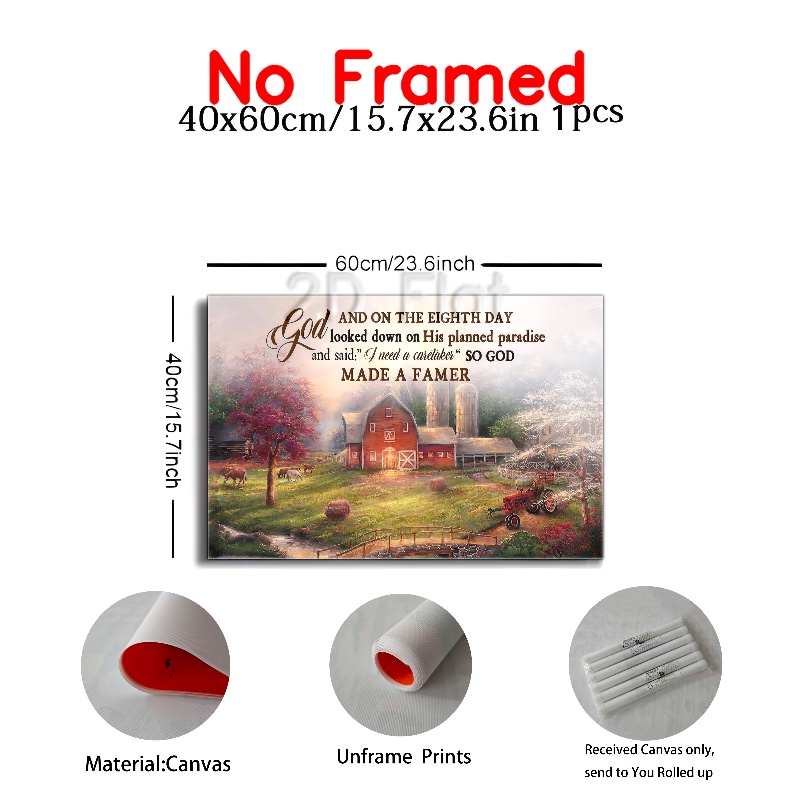 No Framed
40x60cm/15.7x23.6in 1pcs
60cm/23.6inch
2D Flat
40cm/15.7inch
God AND ON THE EIGHTH DAY
looked down on His planned paradise
and said;" I need a caretaker" SO GOD
MADE A FAMER
Material:Canvas
Unframe Prints
Received Canvas only,
send to You Rolled up